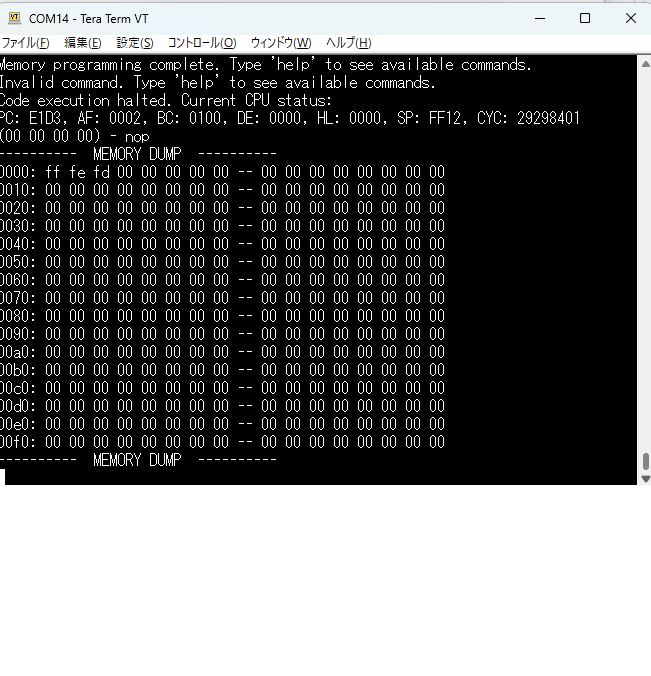 COM14 - Tera Term VT
ファイル(F) 編集(E) 設定(S) コントロール(O) ウィンドウ(W) ヘルプ(H)
Memory programming complete. Type 'help' to see available commands.
Invalid command. Type 'help' to see available commands.
Code execution halted. Current CPU status:
PC: E1D3, AF: 0002, BC: 0100, DE: 0000, HL: 0000, SP: FF12, CYC: 29298401
(00 00 00 00) - nop
---------- MEMORY DUMP ----------
0000: ff fe fd 00 00 00 00 00 -- 00 00 00 00 00 00 00 00
0010: 00 00 00 00 00 00 00 00 -- 00 00 00 00 00 00 00 00
0020: 00 00 00 00 00 00 00 00 -- 00 00 00 00 00 00 00 00
0030: 00 00 00 00 00 00 00 00 -- 00 00 00 00 00 00 00 00
0040: 00 00 00 00 00 00 00 00 -- 00 00 00 00 00 00 00 00
0050: 00 00 00 00 00 00 00 00 -- 00 00 00 00 00 00 00 00
0060: 00 00 00 00 00 00 00 00 -- 00 00 00 00 00 00 00 00
0070: 00 00 00 00 00 00 00 00 -- 00 00 00 00 00 00 00 00
0080: 00 00 00 00 00 00 00 00 -- 00 00 00 00 00 00 00 00
0090: 00 00 00 00 00 00 00 00 -- 00 00 00 00 00 00 00 00
00a0: 00 00 00 00 00 00 00 00 -- 00 00 00 00 00 00 00 00
00b0: 00 00 00 00 00 00 00 00 -- 00 00 00 00 00 00 00 00
00c0: 00 00 00 00 00 00 00 00 -- 00 00 00 00 00 00 00 00
00d0: 00 00 00 00 00 00 00 00 -- 00 00 00 00 00 00 00 00
00e0: 00 00 00 00 00 00 00 00 -- 00 00 00 00 00 00 00 00
00f0: 00 00 00 00 00 00 00 00 -- 00 00 00 00 00 00 00 00
---------- MEMORY DUMP ----------